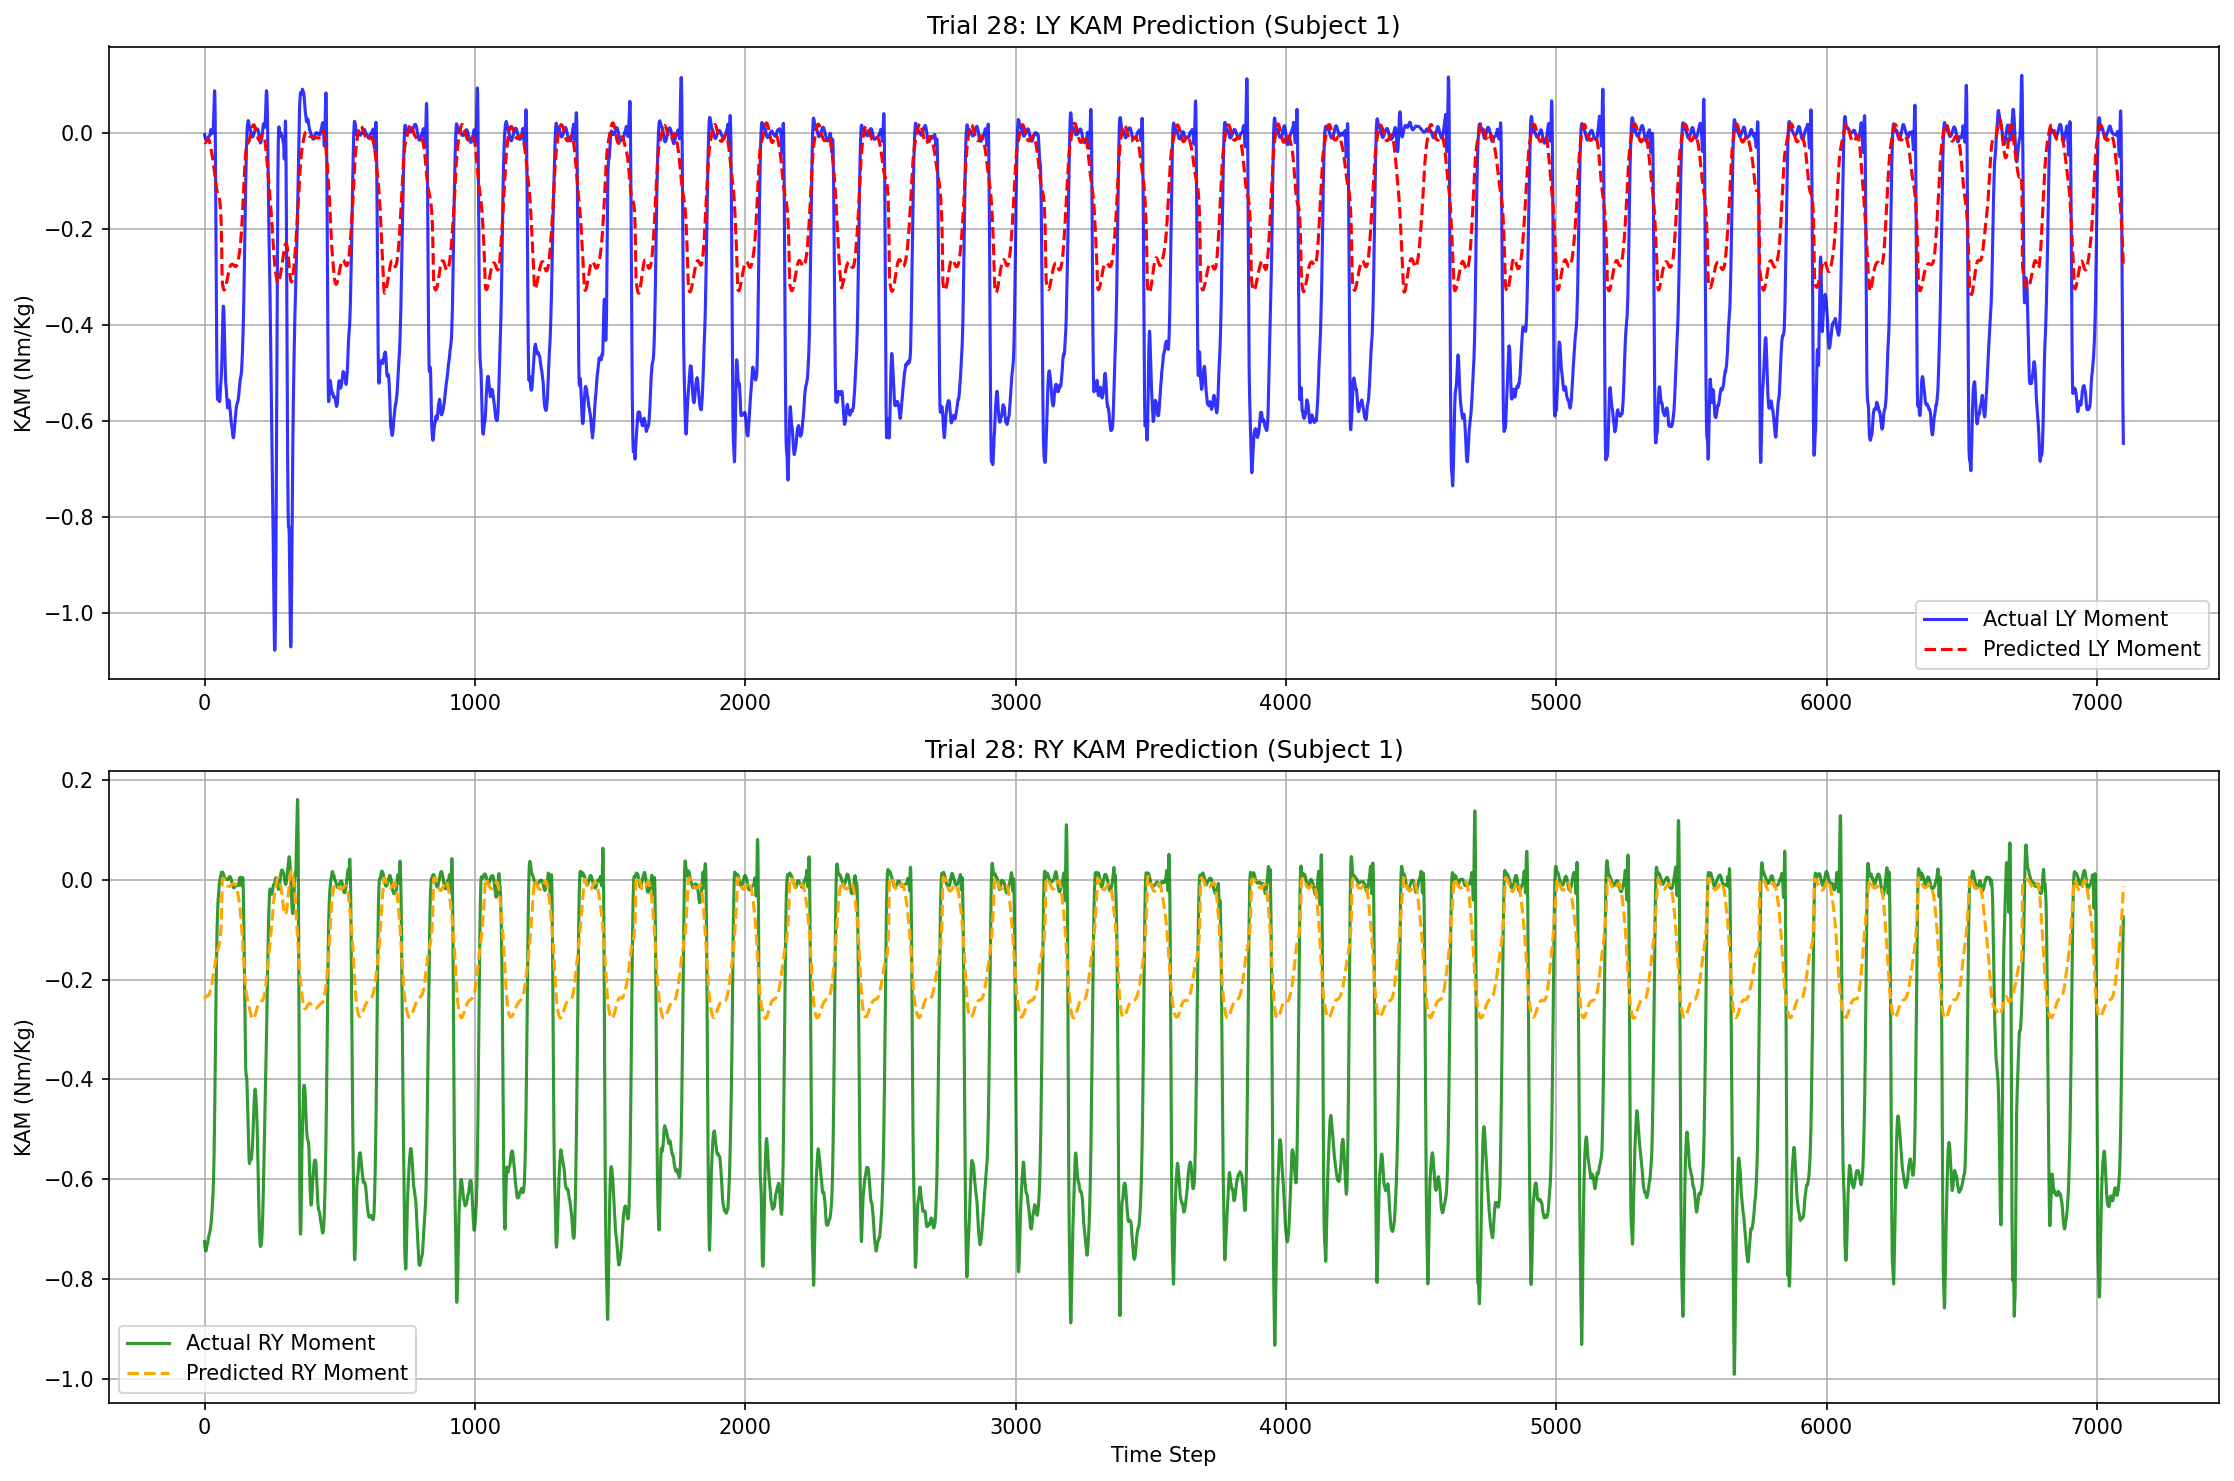 Trial 28: LY KAM Prediction (Subject 1)
KAM (Nm/Kg)
0.0
−0.2
−0.4
−0.6
−0.8
−1.0
Actual LY Moment
Predicted LY Moment
0 1000 2000 3000 4000 5000 6000 7000
Trial 28: RY KAM Prediction (Subject 1)
KAM (Nm/Kg)
0.2
0.0
−0.2
−0.4
−0.6
−0.8
−1.0
Actual RY Moment
Predicted RY Moment
0 1000 2000 3000 4000 5000 6000 7000
Time Step